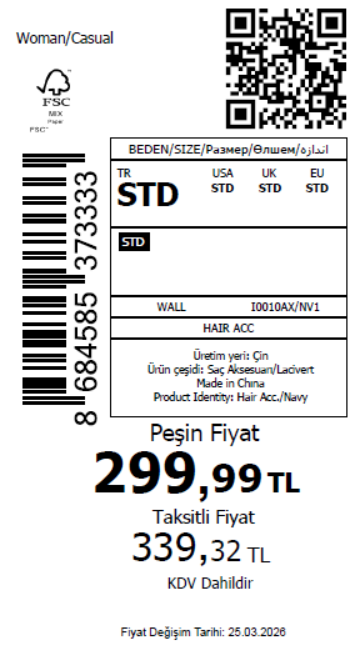 Woman/Casual
FSC
MIX
Paper
FSC™
BEDEN/SIZE/Размер/Өлшем/اندازه
TR USA UK EU
STD STD STD STD
STD
WALL I0010AX/NV1
HAIR ACC
Üretim yeri: Çin
Ürün çeşidi: Saç Aksesuarı/Lacivert
Made in China
Product Identity: Hair Acc./Navy
8 684585 373333
Peşin Fiyat
299,99 TL
Taksitli Fiyat
339,32 TL
KDV Dahildir
Fiyat Değişim Tarihi: 25.03.2026